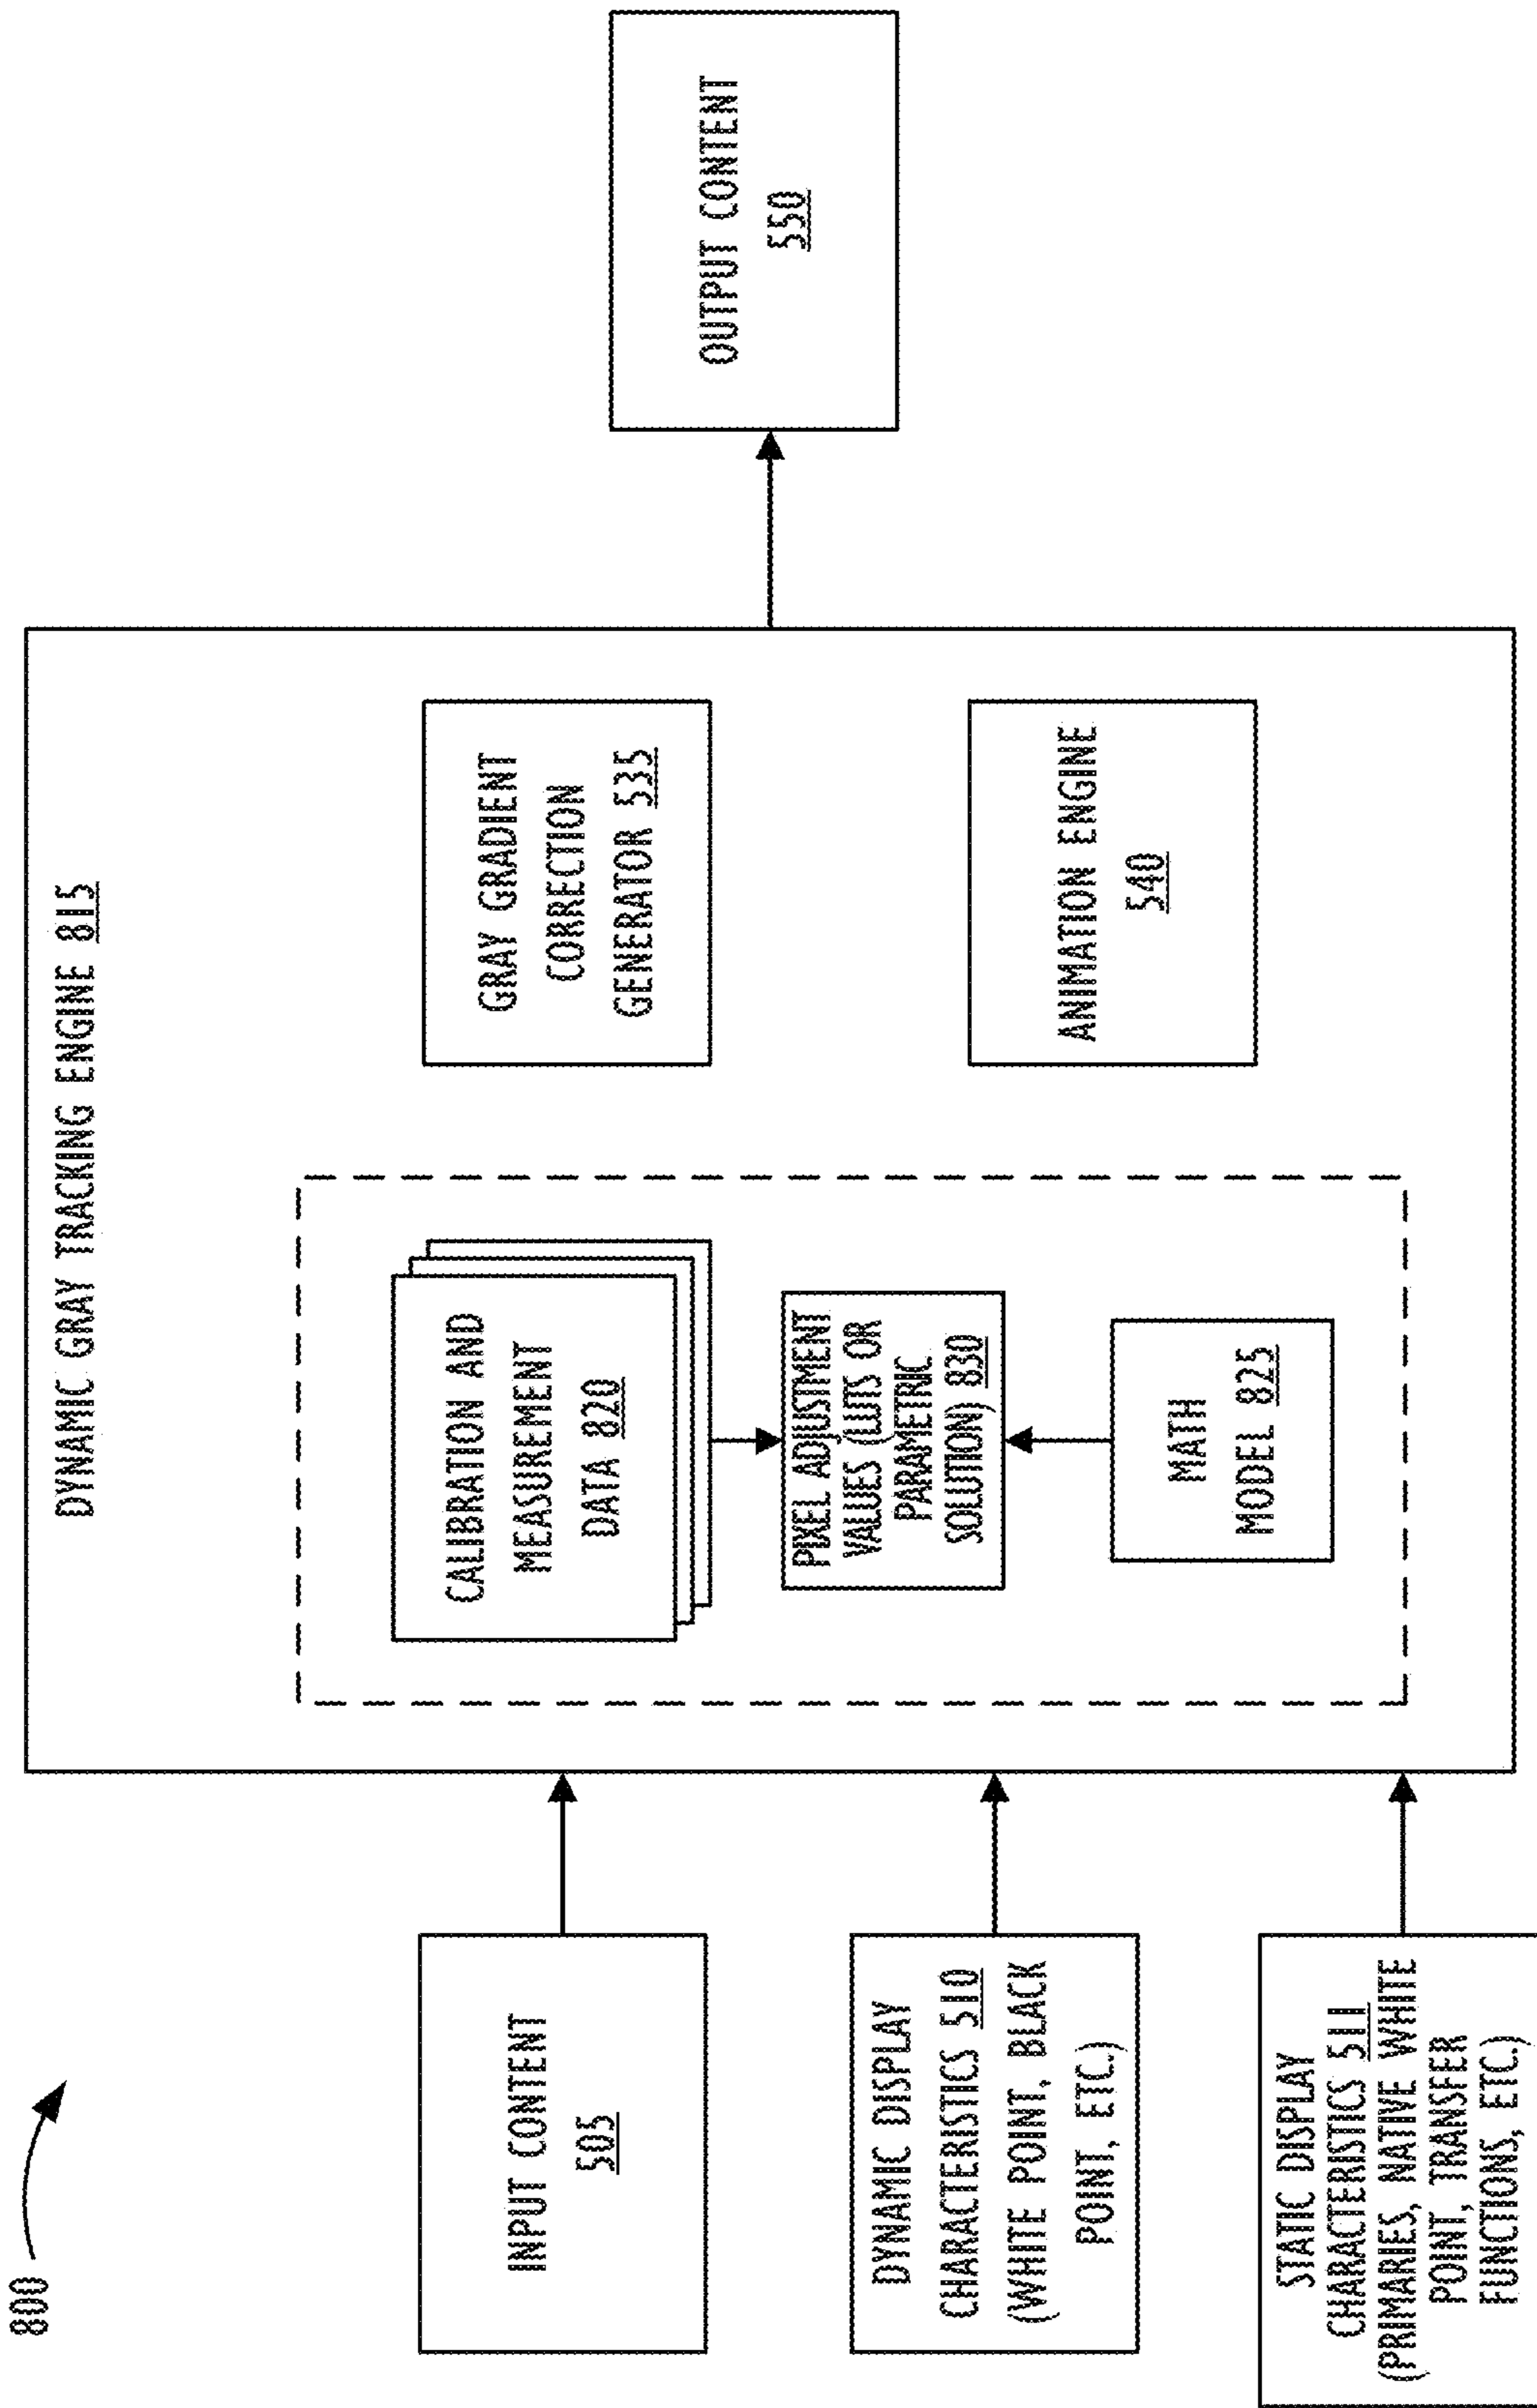 800
INPUT CONTENT
505
DYNAMIC DISPLAY
CHARACTERISTICS 510
(WHITE POINT, BLACK
POINT, ETC.)
STATIC DISPLAY
CHARACTERISTICS 511
(PRIMARIES, NATIVE WHITE
POINT, TRANSFER
FUNCTIONS, ETC.)
DYNAMIC GRAY TRACKING ENGINE 815
CALIBRATION AND
MEASUREMENT
DATA 820
PIXEL ADJUSTMENT
VALUES (LUTS OR
PARAMETRIC
SOLUTION) 830
MATH
MODEL 825
GRAY GRADIENT
CORRECTION
GENERATOR 535
ANIMATION ENGINE
540
OUTPUT CONTENT
550